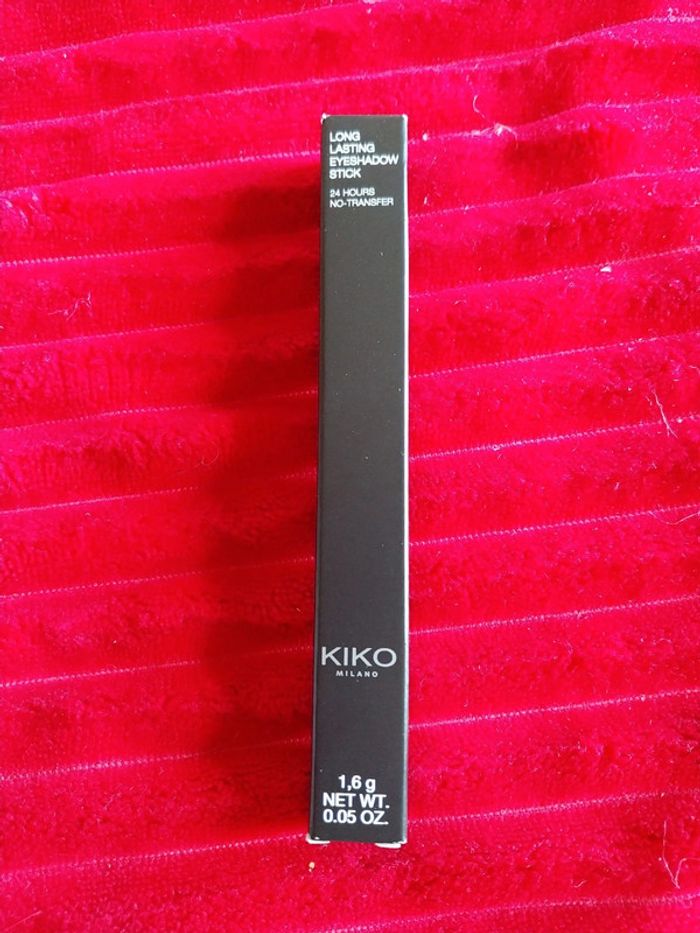 LONG
LASTING
EYESHADOW
STICK
24 HOURS
NO-TRANSFER
KIKO
MILANO
1,6 g
NET WT.
0.05 OZ.